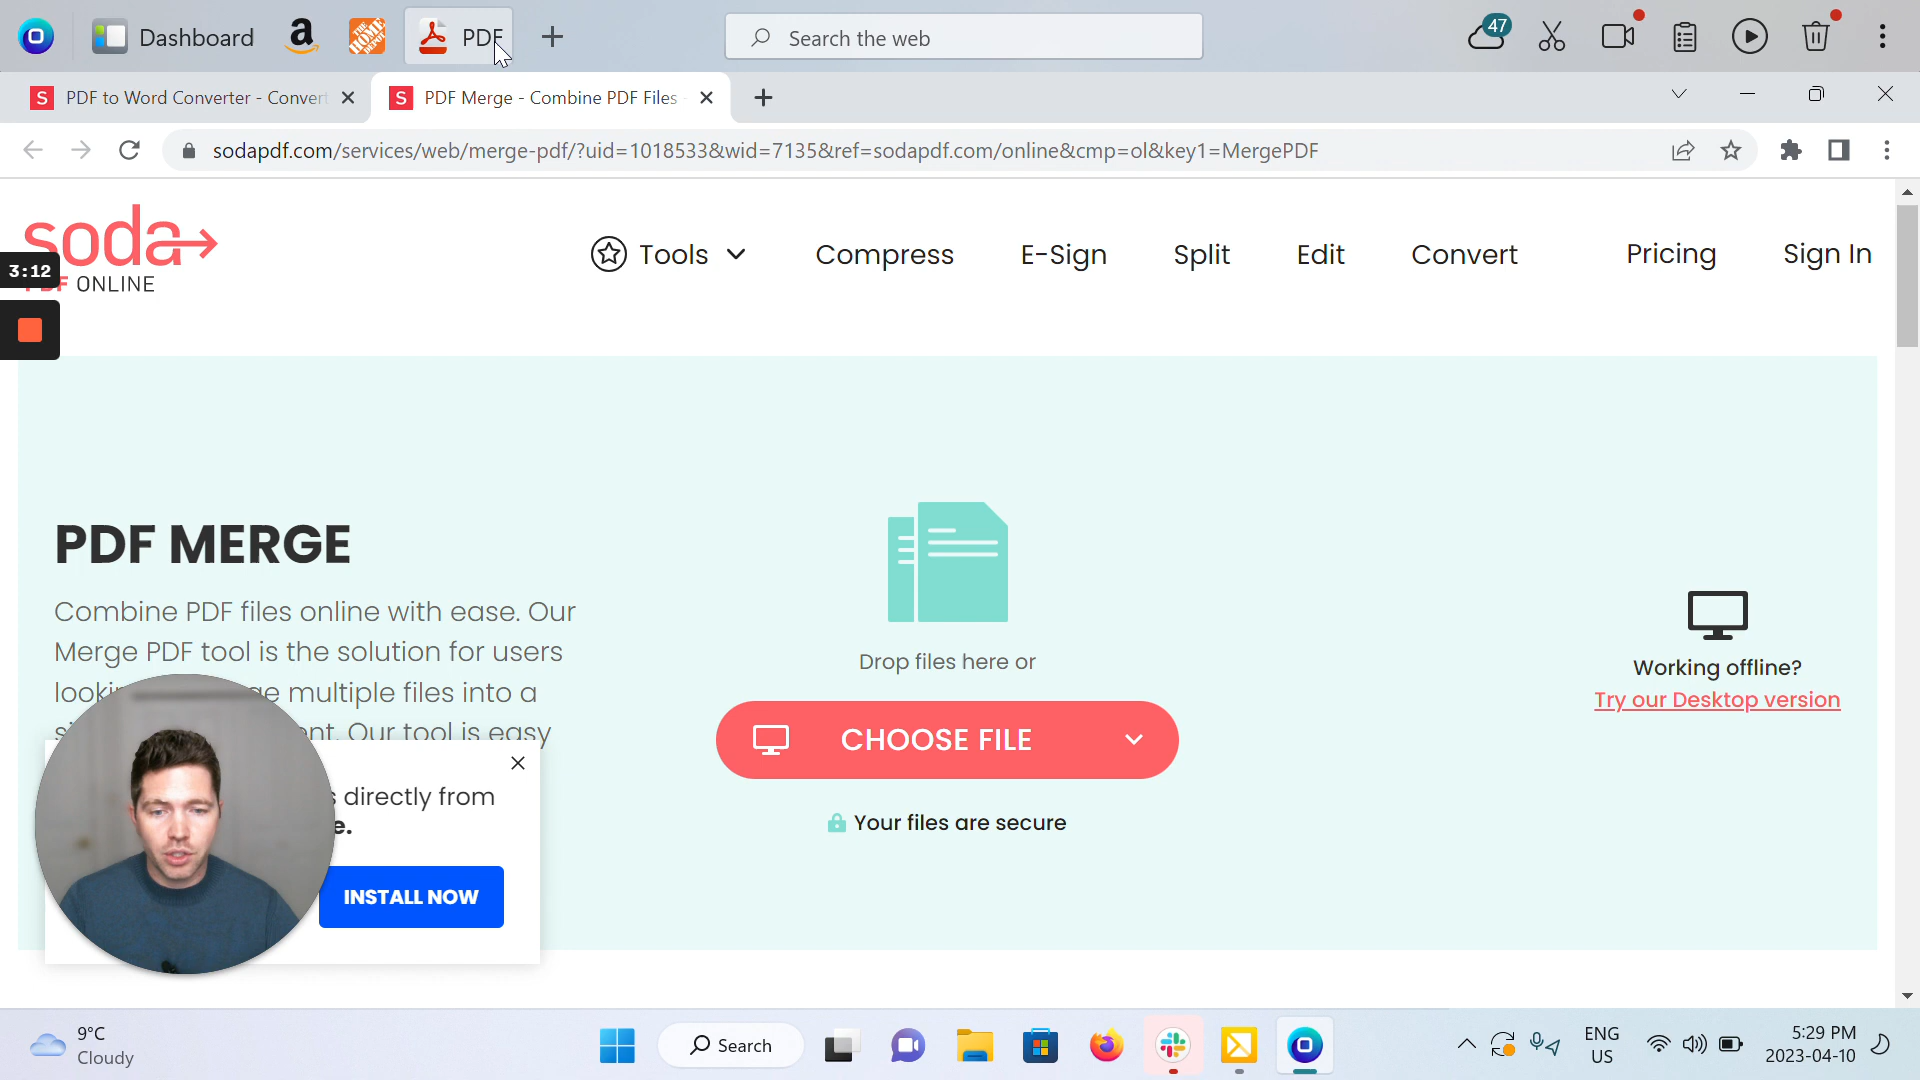 Dashboard
a
THE HOME DEPOT
PDF
Search the web
47
S PDF to Word Converter - Convert
S PDF Merge - Combine PDF Files
sodapdf.com/services/web/merge-pdf/?uid=1018533&wid=7135&ref=sodapdf.com/online&cmp=ol&key1=MergePDF
soda
PDF ONLINE
Tools
Compress
E-Sign
Split
Edit
Convert
Pricing
Sign In
3:12
PDF MERGE
Combine PDF files online with ease. Our
Merge PDF tool is the solution for users
multiple files into a
Our tool is easy
directly from
INSTALL NOW
Drop files here or
CHOOSE FILE
Your files are secure
Working offline?
Try our Desktop version
9°C
Cloudy
Search
ENG
US
5:29 PM
2023-04-10